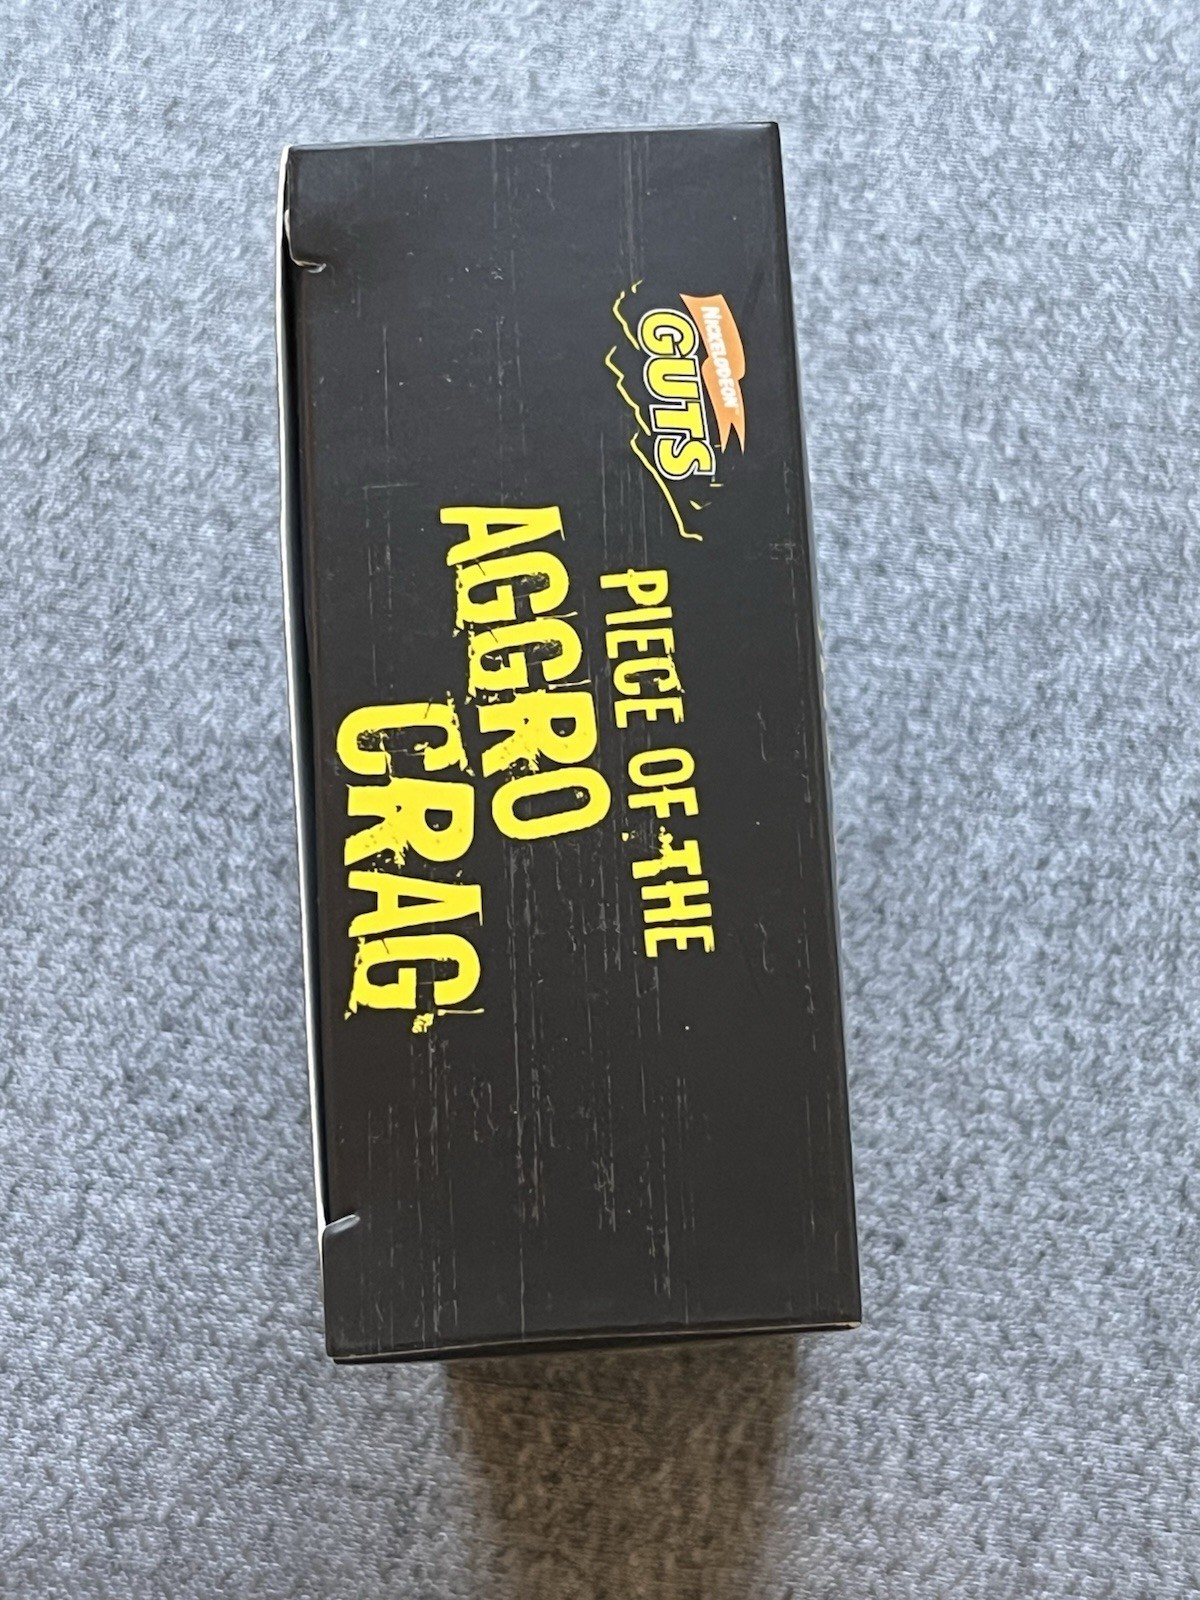 NICKELODEON
GUTS
PIECE OF THE
AGGRO
CRAG